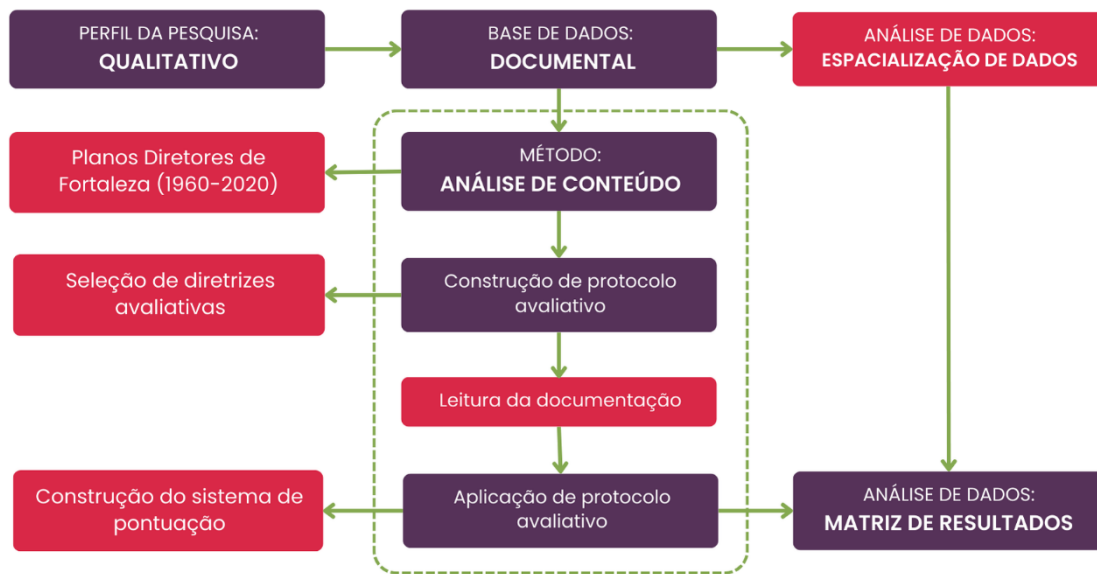 PERFIL DA PESQUISA:
QUALITATIVO
BASE DE DADOS:
DOCUMENTAL
ANÁLISE DE DADOS:
ESPACIALIZAÇÃO DE DADOS
Planos Diretores de
Fortaleza (1960-2020)
MÉTODO:
ANÁLISE DE CONTEÚDO
Seleção de diretrizes
avaliativas
Construção de protocolo
avaliativo
Leitura da documentação
Construção do sistema de
pontuação
Aplicação de protocolo
avaliativo
ANÁLISE DE DADOS:
MATRIZ DE RESULTADOS